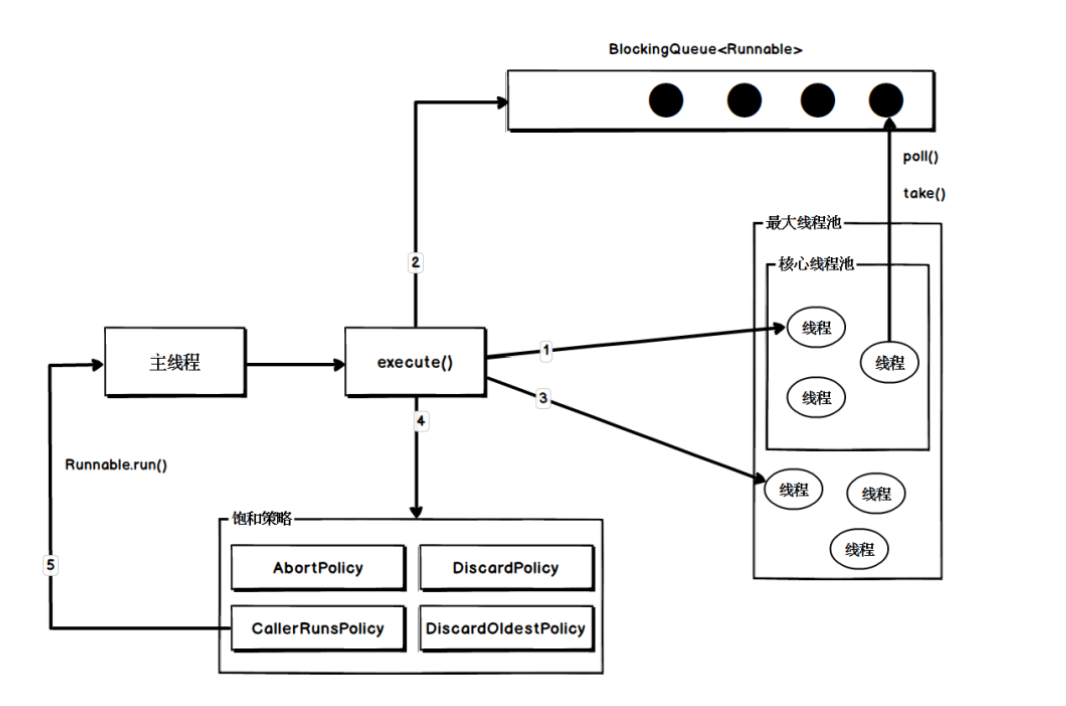 BlockingQueue<Runnable>
poll()
take()
最大线程池
核心线程池
2
线程
主线程
execute()
1
线程
3
线程
4
Runnable.run()
线程
线程
饱和策略
线程
5
AbortPolicy
DiscardPolicy
CallerRunsPolicy
DiscardOldestPolicy